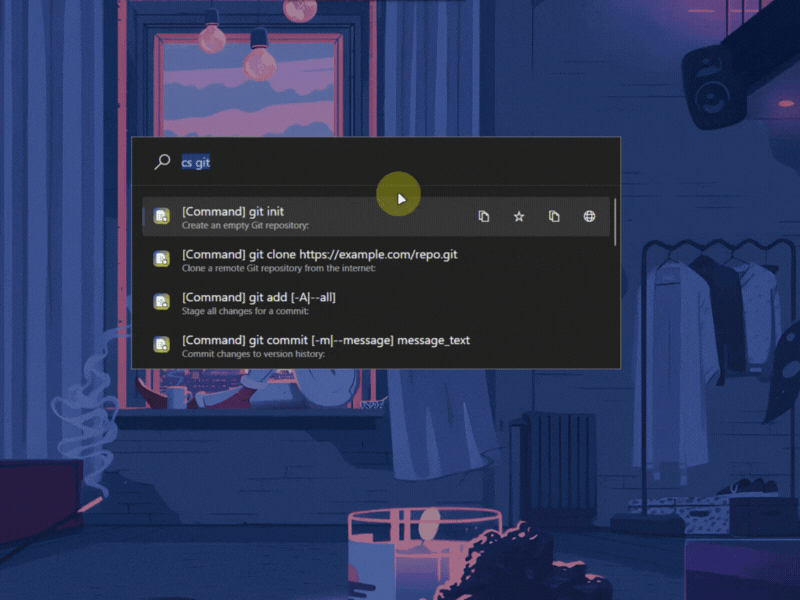 cs git
[Command] git init
Create an empty Git repository:
[Command] git clone https://example.com/repo.git
Clone a remote Git repository from the internet:
[Command] git add [-A|--all]
Stage all changes for a commit:
[Command] git commit [-m|--message] message_text
Commit changes to version history: